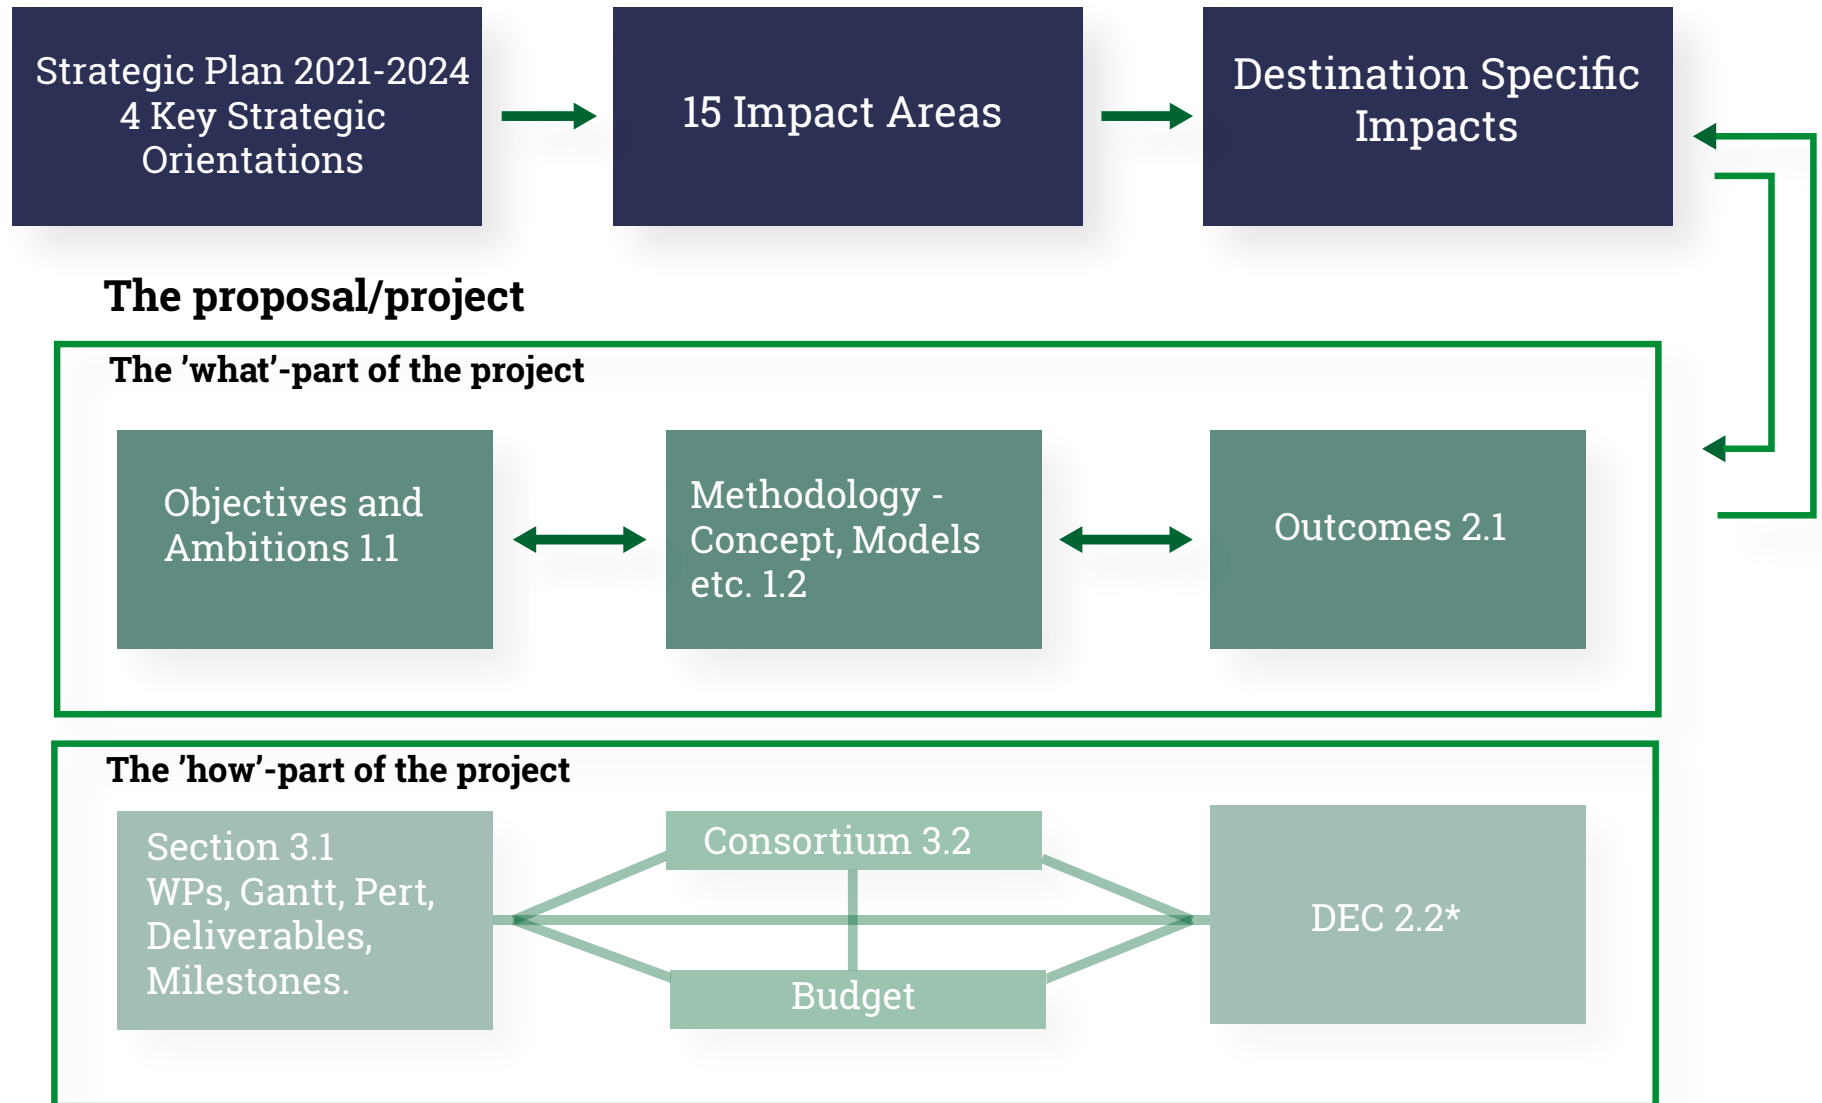 Strategic Plan 2021-2024
4 Key Strategic
Orientations
15 Impact Areas
Destination Specific
Impacts
The proposal/project
The ’what’-part of the project
Objectives and
Ambitions 1.1
Methodology -
Concept, Models
etc. 1.2
Outcomes 2.1
The ’how’-part of the project
Section 3.1
WPs, Gantt, Pert,
Deliverables,
Milestones.
Consortium 3.2
Budget
DEC 2.2*